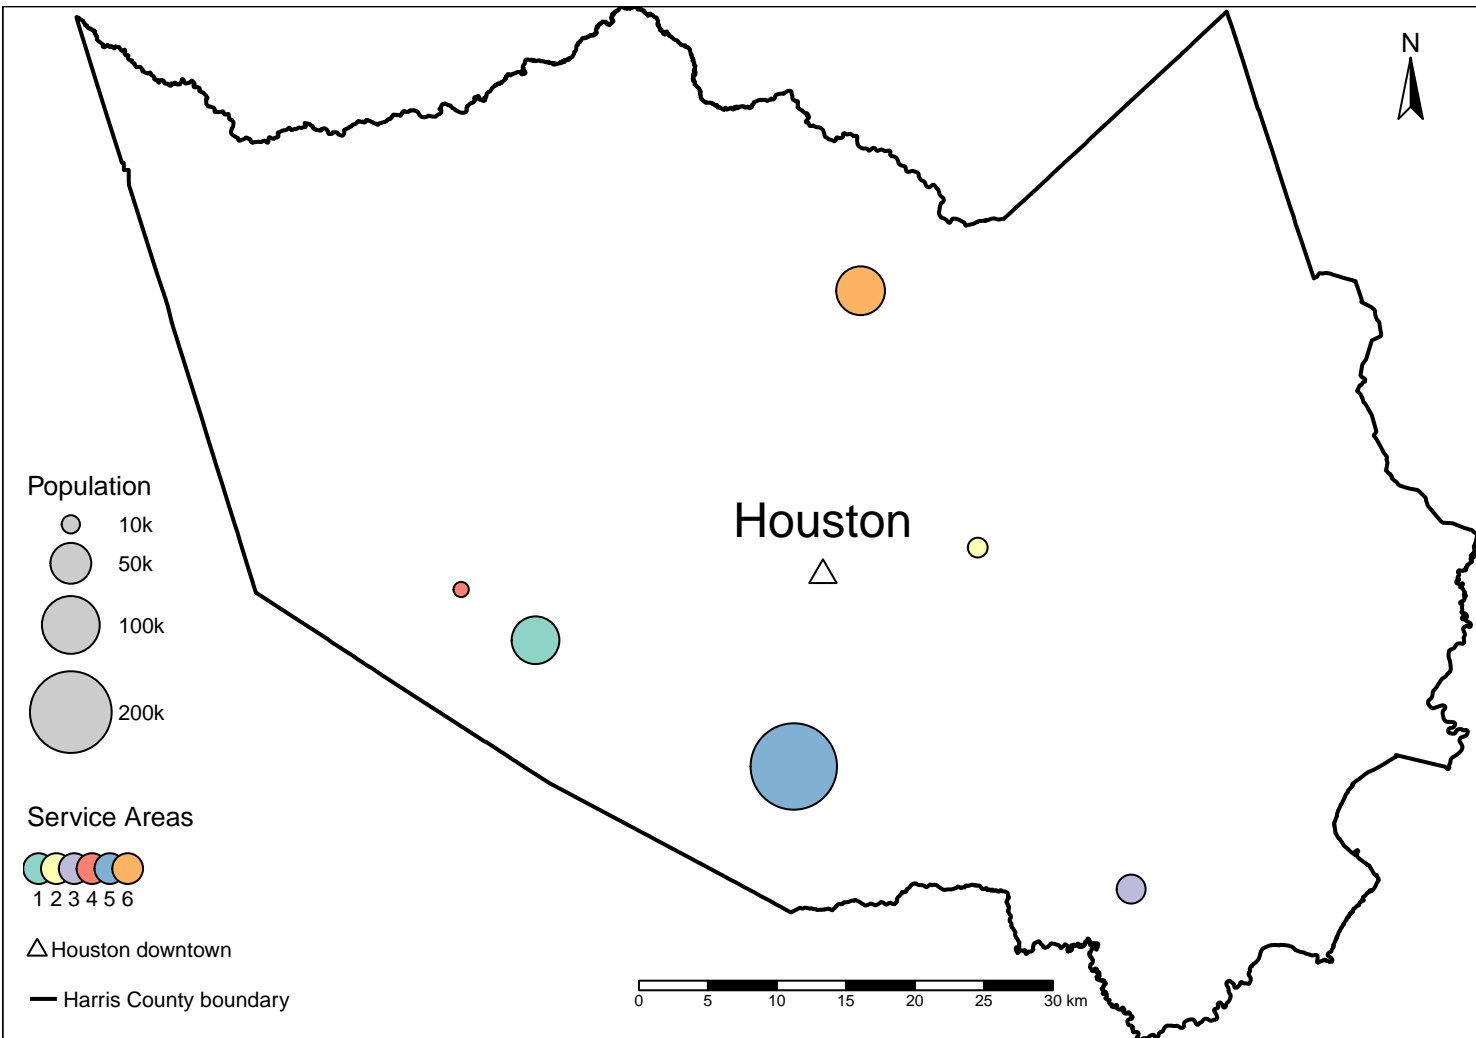 N
Houston
Population
10k
50k
100k
200k
Service Areas
1 2 3 4 5 6
Houston downtown
Harris County boundary
0 5 10 15 20 25 30 km